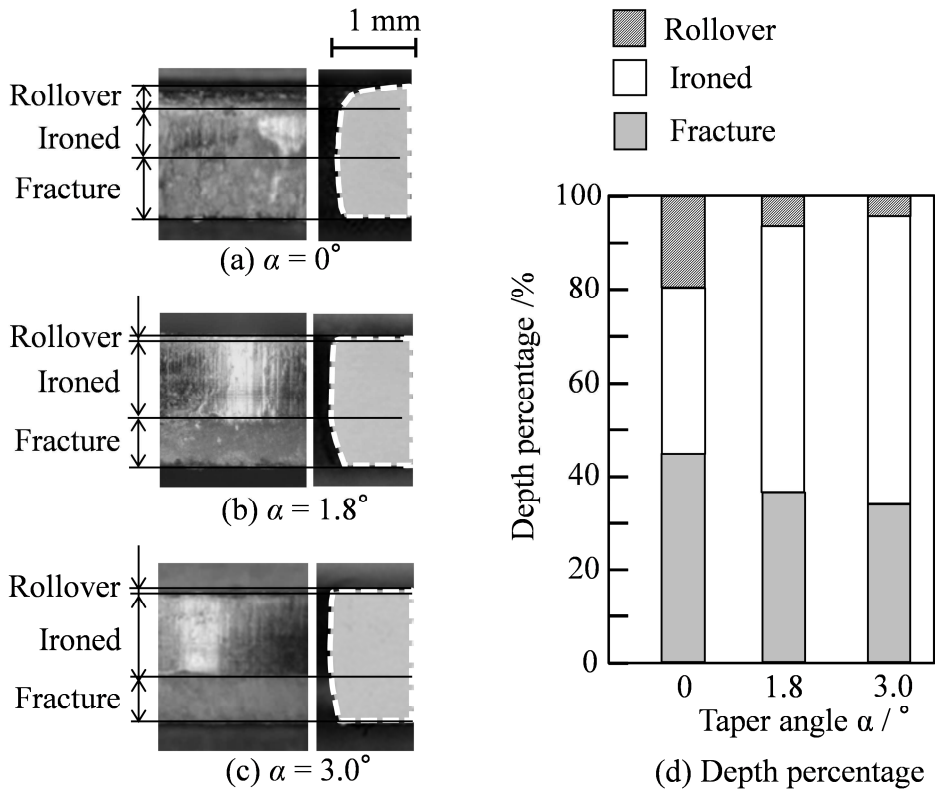 1 mm
Rollover
Ironed
Fracture
(a) α = 0°
Rollover
Ironed
Fracture
(b) α = 1.8°
Rollover
Ironed
Fracture
(c) α = 3.0°
Rollover
Ironed
Fracture
Depth percentage /%
100
80
60
40
20
0
0 1.8 3.0
Taper angle α / °
(d) Depth percentage